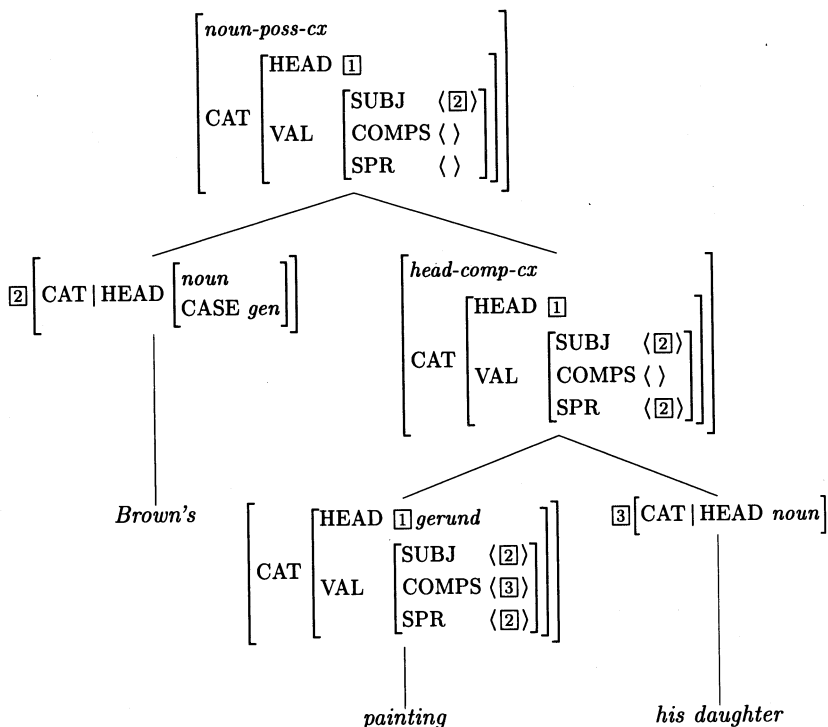 noun-poss-cx
HEAD [1]
CAT
VAL
SUBJ ⟨[2]⟩
COMPS ⟨ ⟩
SPR ⟨ ⟩
[2] CAT|HEAD
noun
CASE gen
head-comp-cx
HEAD [1]
CAT
VAL
SUBJ ⟨[2]⟩
COMPS ⟨ ⟩
SPR ⟨[2]⟩
Brown's
HEAD [1] gerund
CAT
VAL
SUBJ ⟨[2]⟩
COMPS ⟨[3]⟩
SPR ⟨[2]⟩
[3] [CAT|HEAD noun]
painting
his daughter